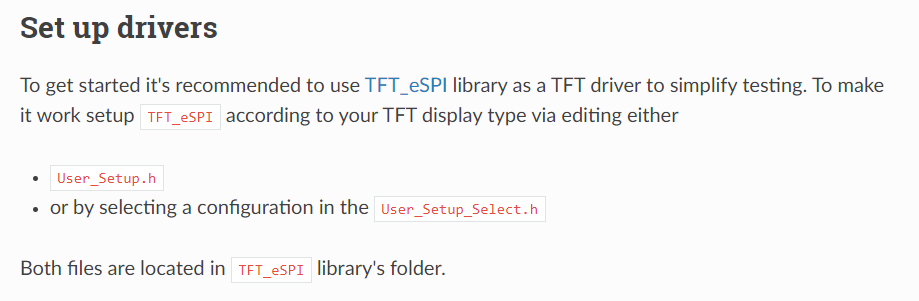 Set up drivers
To get started it's recommended to use TFT_eSPI library as a TFT driver to simplify testing. To make
it work setup TFT_eSPI according to your TFT display type via editing either
• User_Setup.h
• or by selecting a configuration in the User_Setup_Select.h
Both files are located in TFT_eSPI library's folder.